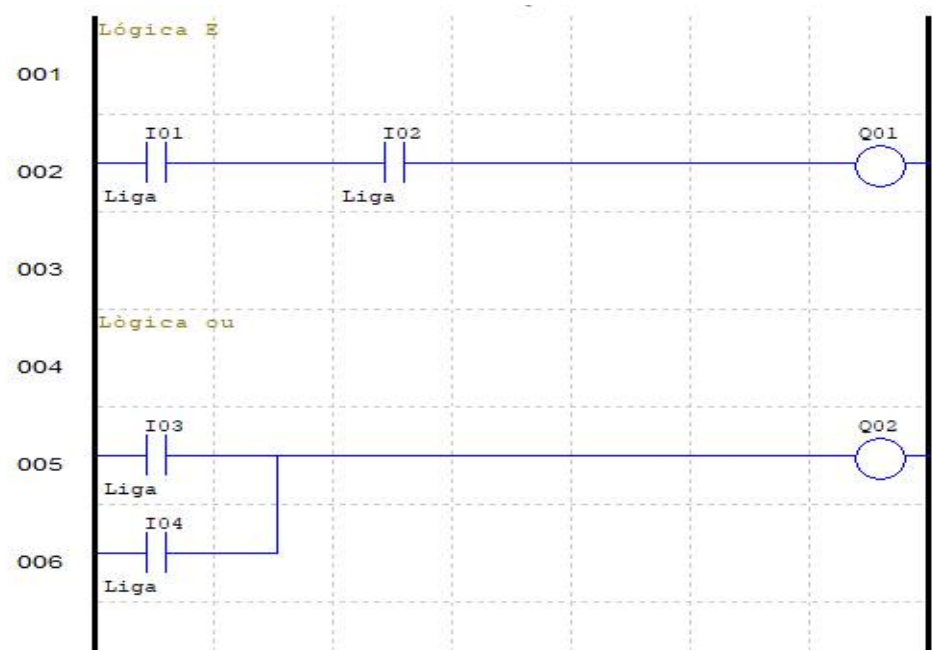 Lógica E
001
I01 I02 Q01
002
Liga Liga
003
Lògica ou
004
I03 Q02
005
Liga
I04
006
Liga